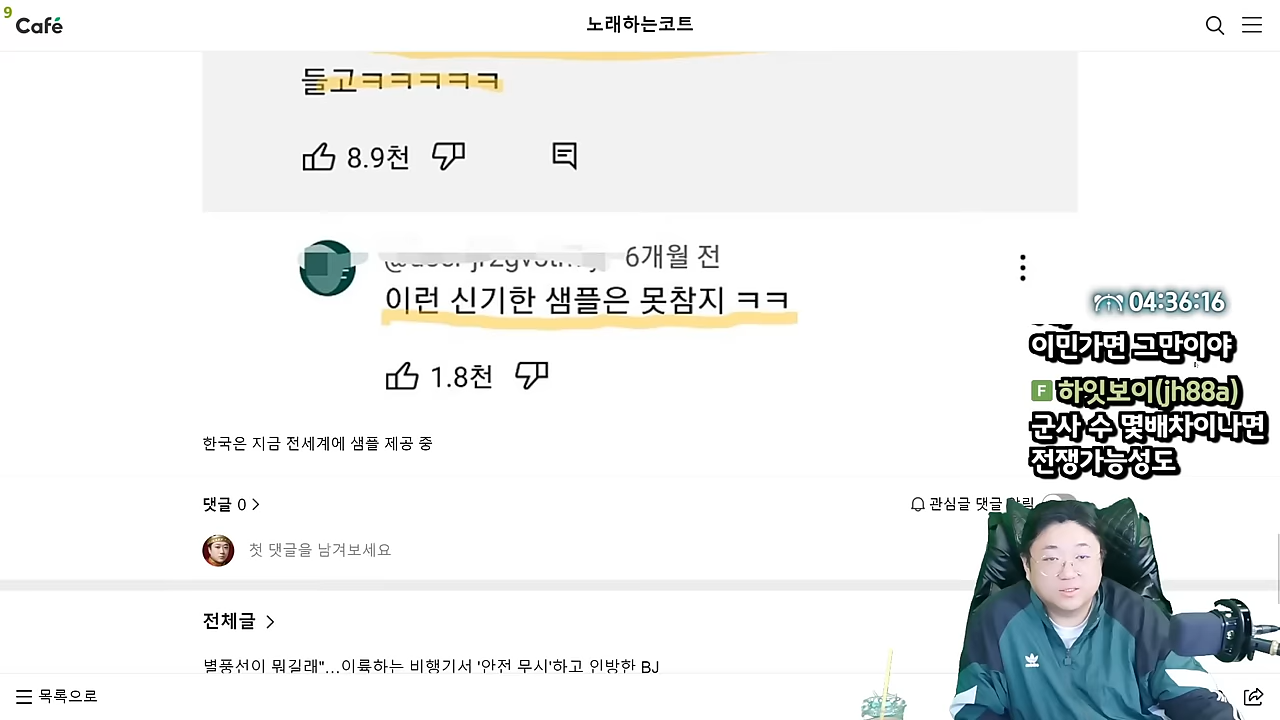 9
Café
노래하는코트
들고ㅋㅋㅋㅋㅋ
8.9천
6개월 전
이런 신기한 샘플은 못참지 ㅋㅋ
1.8천
04:36:16
이민가면 그만이야
F 하잇보이(jh88a)
군사 수 몇배차이나면
전쟁가능성도
한국은 지금 전세계에 샘플 제공 중
댓글 0
관심글 댓글 알림
첫 댓글을 남겨보세요
전체글
별풍선이 뭐길래"...이륙하는 비행기서 '안전 무시'하고 인방한 BJ
목록으로